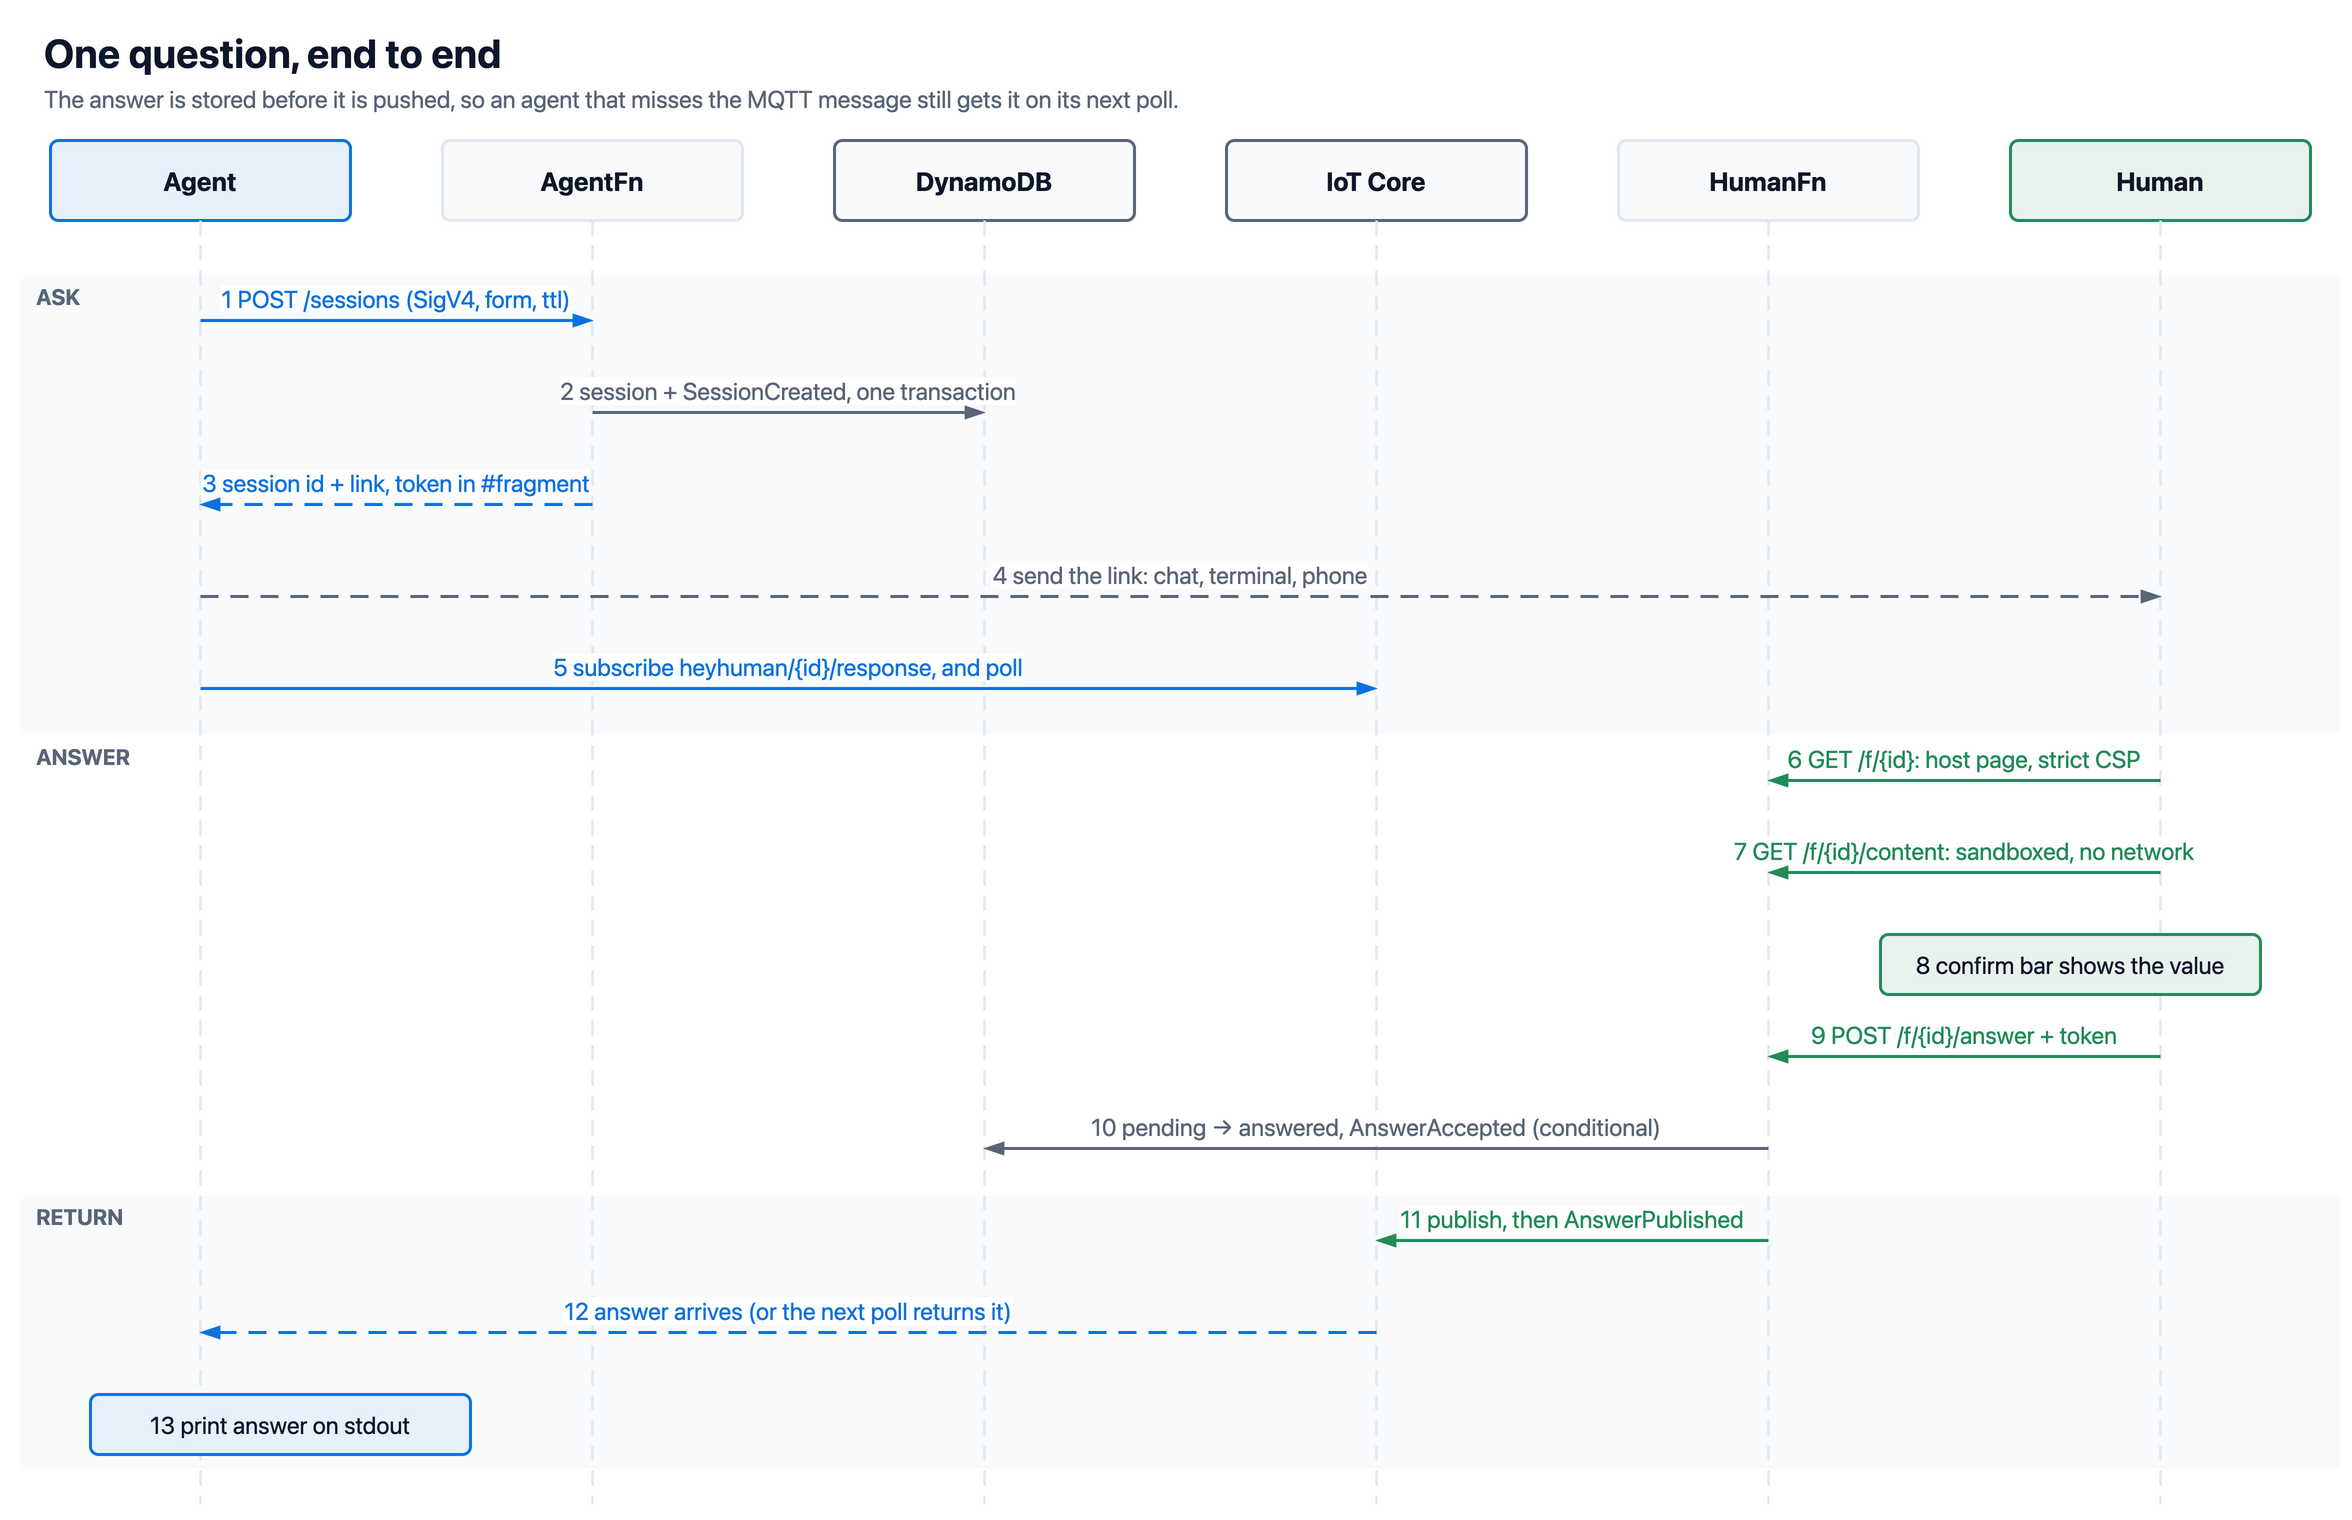 One question, end to end
The answer is stored before it is pushed, so an agent that misses the MQTT message still gets it on its next poll.
Agent
AgentFn
DynamoDB
IoT Core
HumanFn
Human
ASK
1 POST /sessions (SigV4, form, ttl)
2 session + SessionCreated, one transaction
3 session id + link, token in #fragment
4 send the link: chat, terminal, phone
5 subscribe heyhuman/{id}/response, and poll
ANSWER
6 GET /f/{id}: host page, strict CSP
7 GET /f/{id}/content: sandboxed, no network
8 confirm bar shows the value
9 POST /f/{id}/answer + token
10 pending → answered, AnswerAccepted (conditional)
RETURN
11 publish, then AnswerPublished
12 answer arrives (or the next poll returns it)
13 print answer on stdout